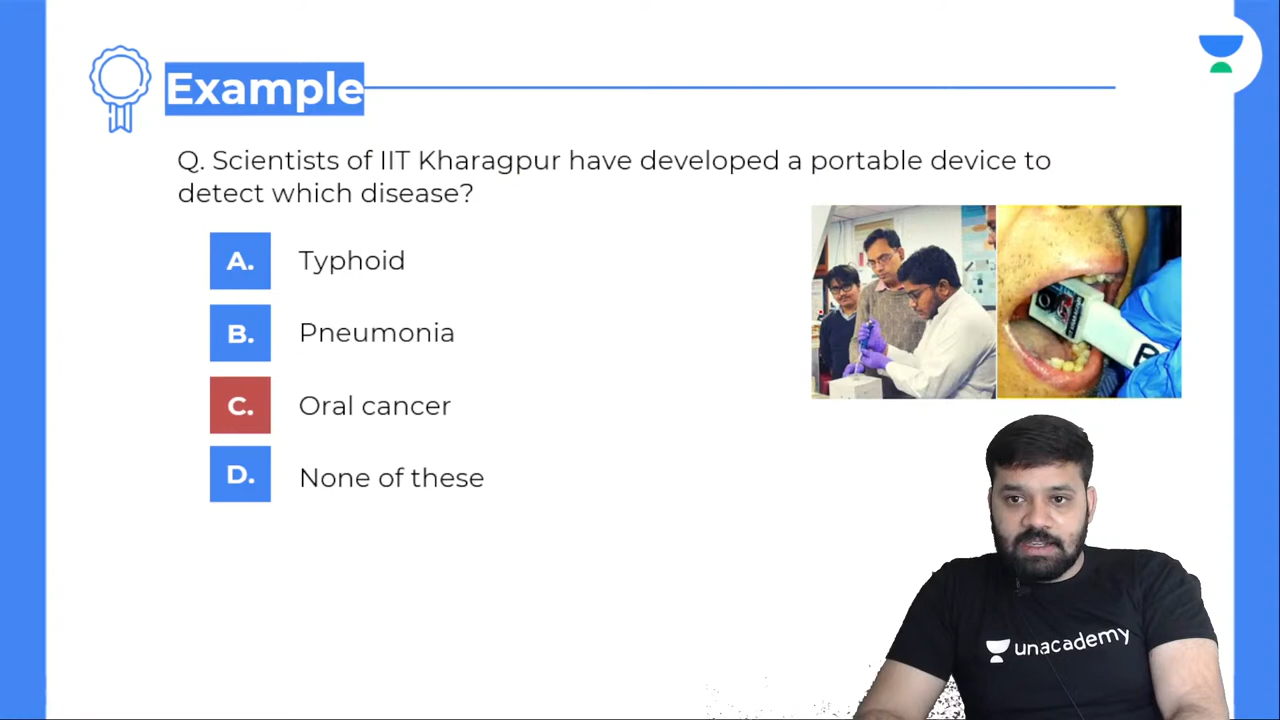 Example
Q. Scientists of IIT Kharagpur have developed a portable device to
detect which disease?
A. Typhoid
B. Pneumonia
C. Oral cancer
D. None of these
unacademy